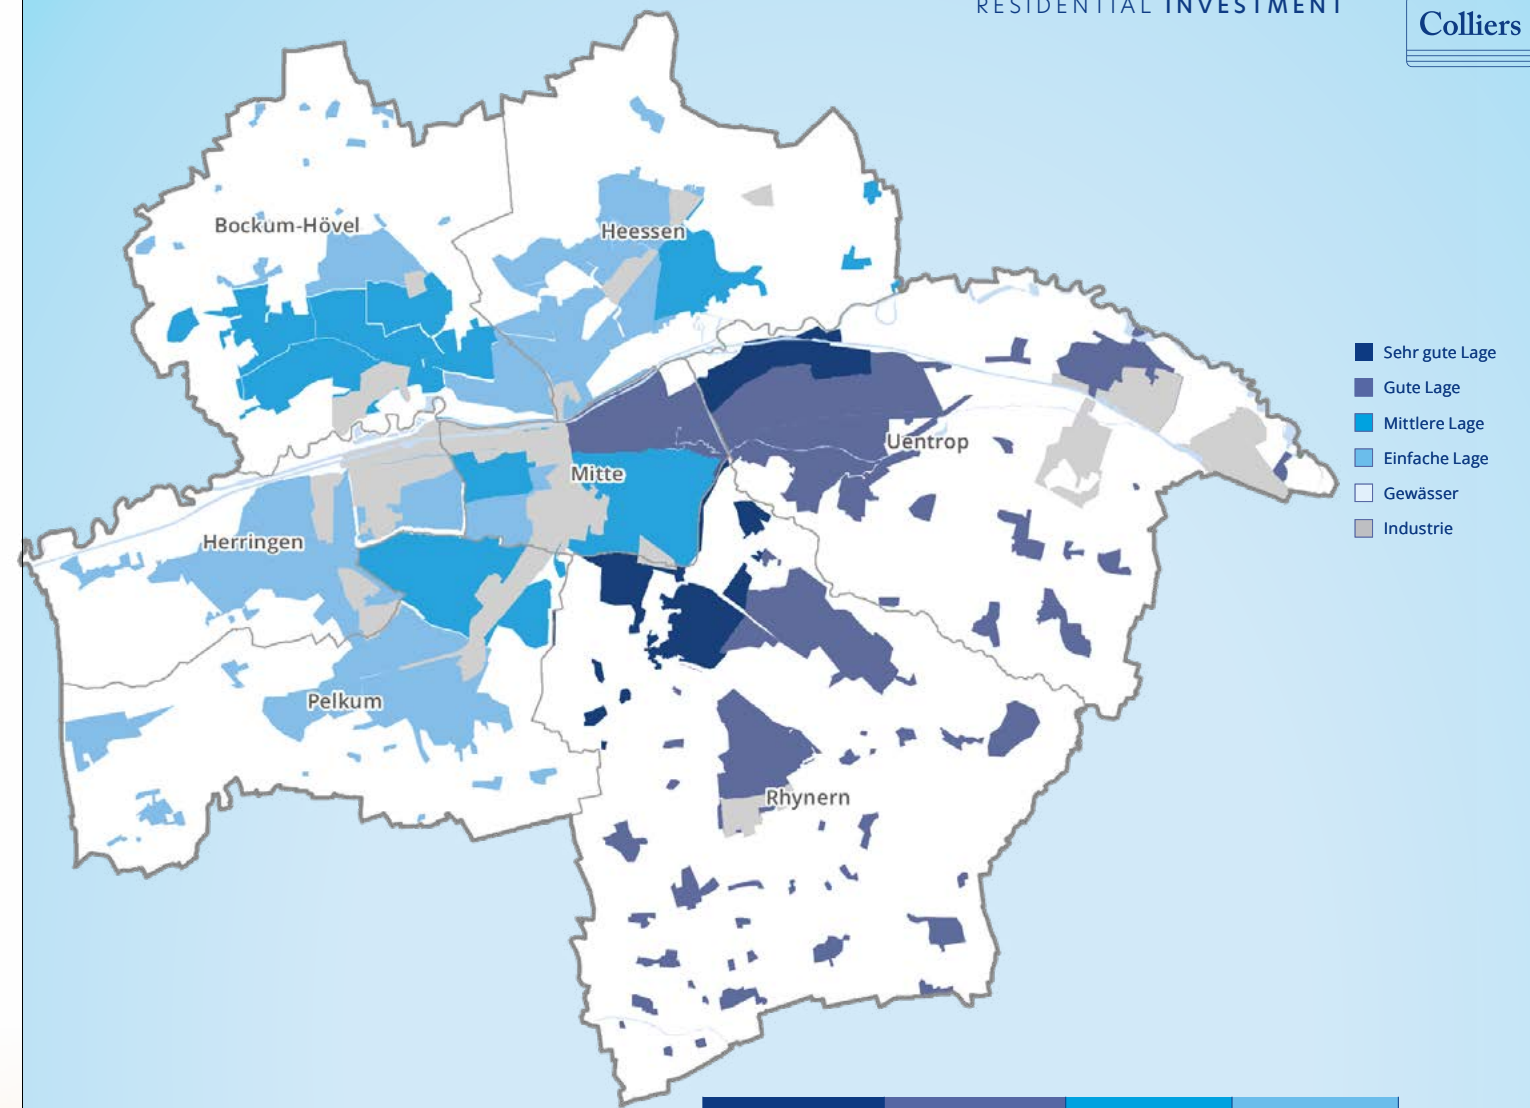 RESIDENTIAL INVESTMENT
Colliers
Bockum-Hövel
Heessen
Sehr gute Lage
Gute Lage
Mittlere Lage
Uentrop
Einfache Lage
Mitte
Gewässer
Industrie
Herringen
Pelkum
Rhynern